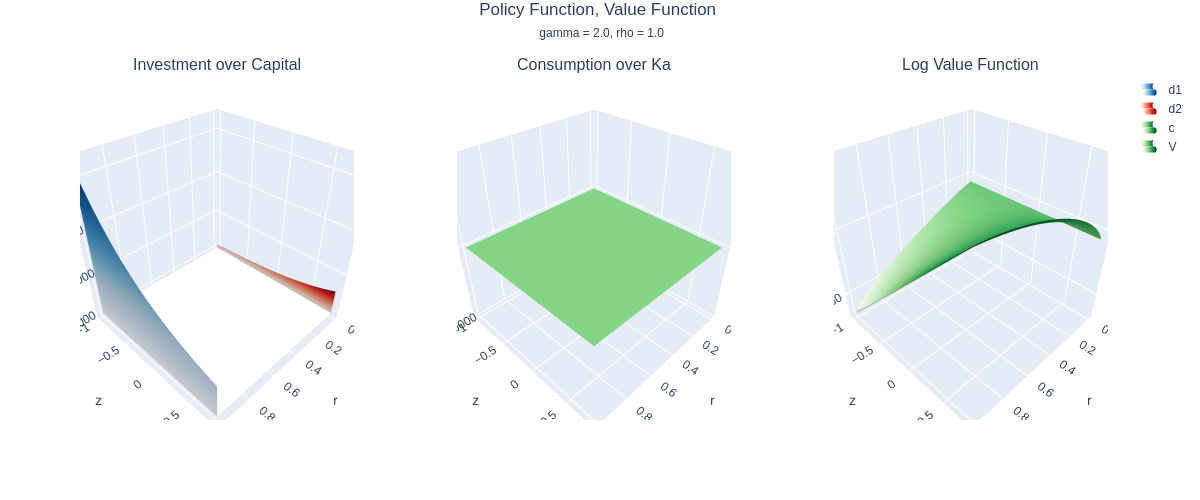 Policy Function, Value Function
gamma = 2.0, rho = 1.0
Investment over Capital
Consumption over Ka
Log Value Function
d1
d2
c
V
−0.5
0
z
0
0.2
0.4
0.6
0.8
r
−0.5
0
z
0
0.2
0.4
0.6
0.8
r
−1
−0.5
0
z
0
0.2
0.4
0.6
0.8
r